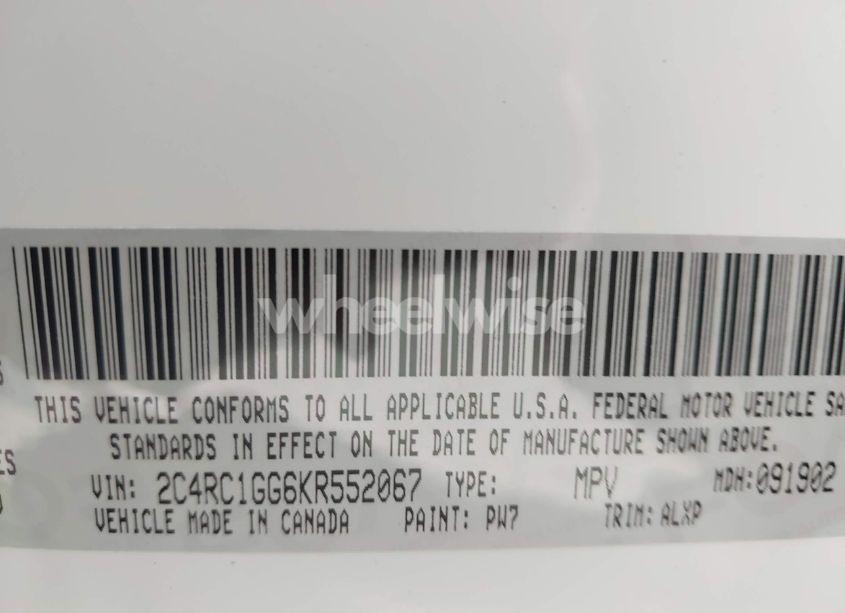 wheelwise
THIS VEHICLE CONFORMS TO ALL APPLICABLE U.S.A. FEDERAL MOTOR VEHICLE SA
STANDARDS IN EFFECT ON THE DATE OF MANUFACTURE SHOWN ABOVE.
ES
VIN: 2C4RC1GG6KR552067 TYPE: MPV MDH:091902
VEHICLE MADE IN CANADA PAINT: PW7 TRIM: ALXP